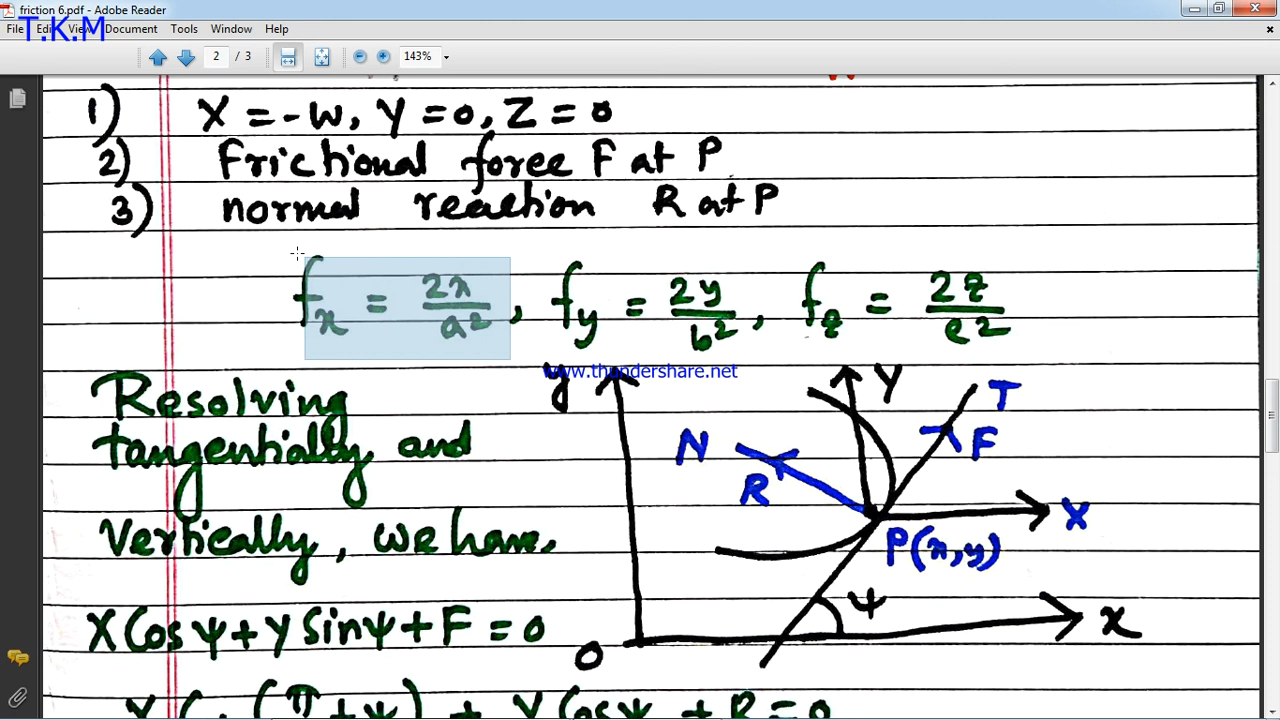 friction 6.pdf - Adobe Reader
File Edit View Document Tools Window Help
T.K.M
2 / 3 143%
1) X = -W, Y = 0, Z = 0
2) Frictional force F at P
3) normal reaction R at P
fx = 2x/a², fy = 2y/b², fz = 2z/c²
www.thundershare.net
Resolving
tangentially and
vertically, we have,
X Cos ψ + Y Sin ψ + F = 0
y Y T F N R X P(x,y) ψ O x